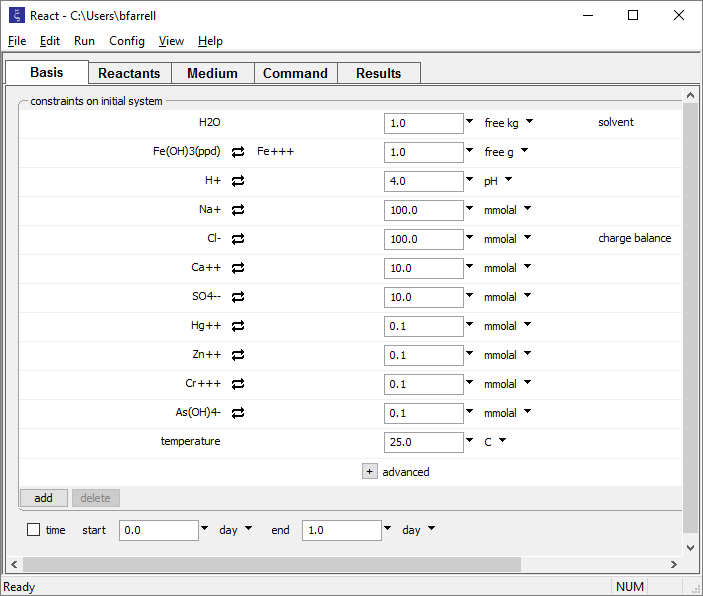 React - C:\Users\bfarrell
File Edit Run Config View Help
Basis Reactants Medium Command Results
constraints on initial system
H2O 1.0 free kg solvent
Fe(OH)3(ppd) Fe+++ 1.0 free g
H+ 4.0 pH
Na+ 100.0 mmolal
Cl- 100.0 mmolal charge balance
Ca++ 10.0 mmolal
SO4-- 10.0 mmolal
Hg++ 0.1 mmolal
Zn++ 0.1 mmolal
Cr+++ 0.1 mmolal
As(OH)4- 0.1 mmolal
temperature 25.0 C
+ advanced
add delete
time start 0.0 day end 1.0 day
Ready NUM